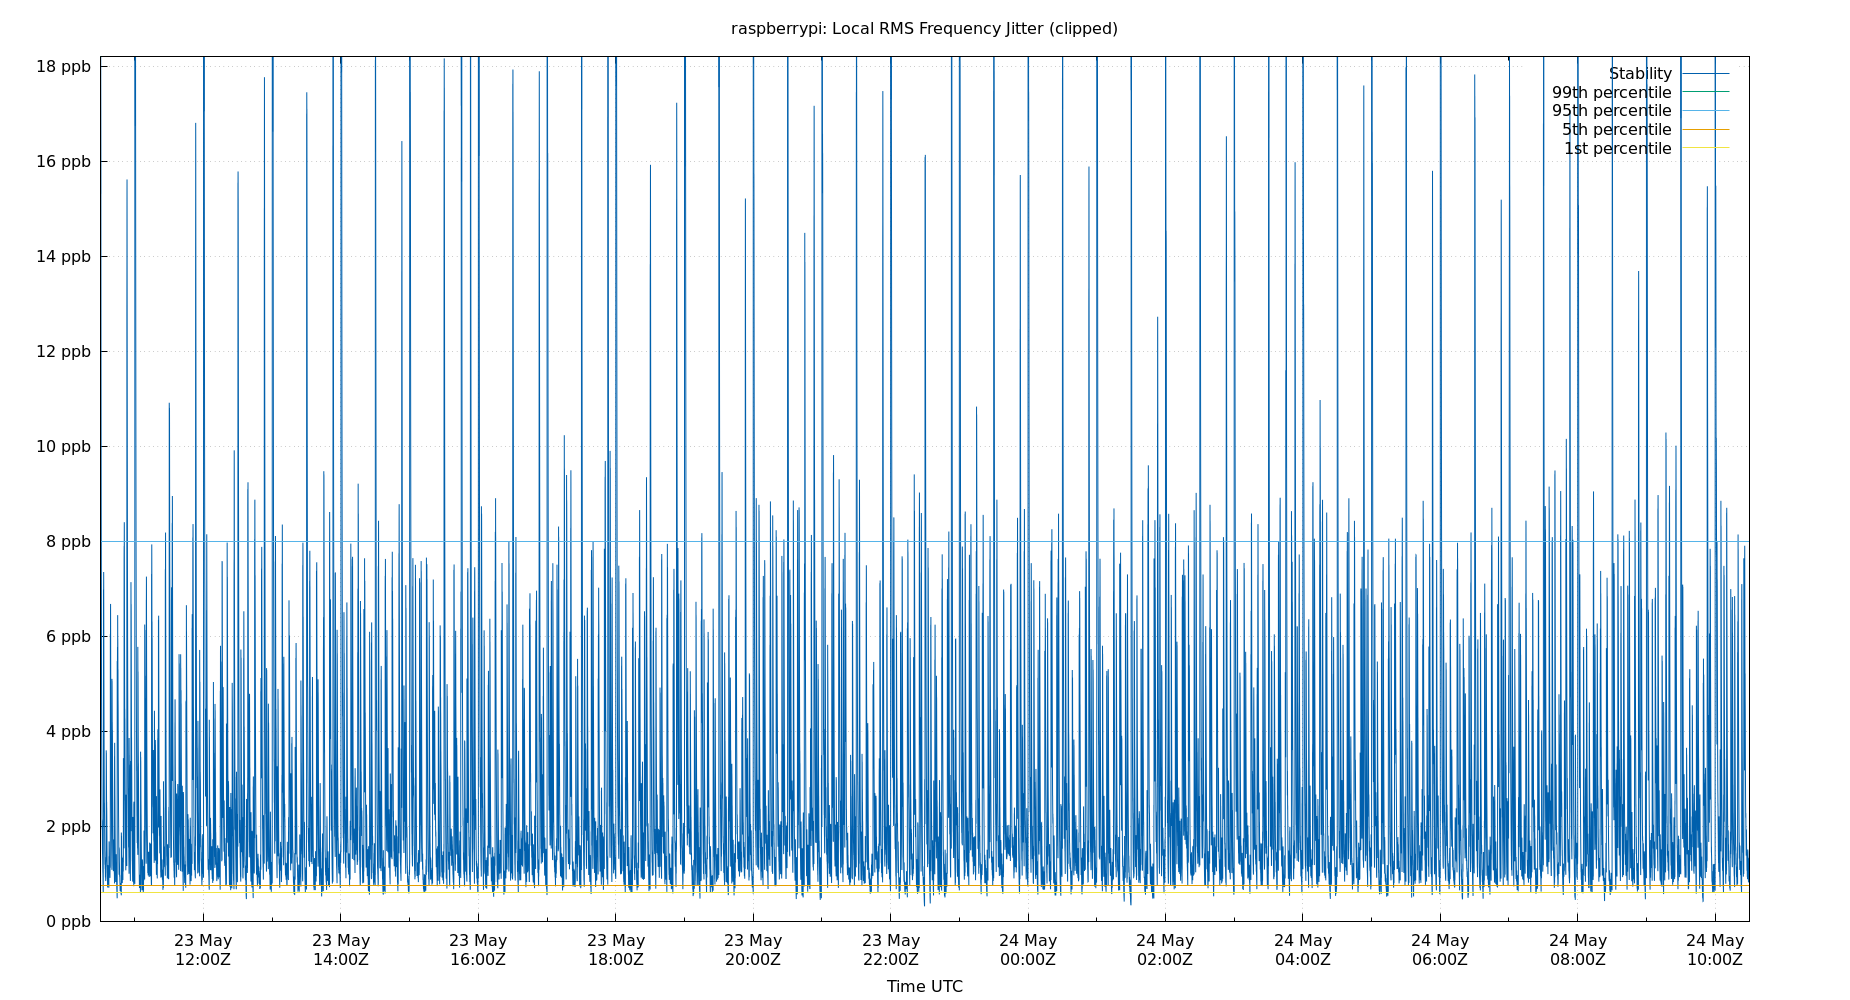 raspberrypi: Local RMS Frequency Jitter (clipped)
18 ppb
16 ppb
14 ppb
12 ppb
10 ppb
8 ppb
6 ppb
4 ppb
2 ppb
0 ppb
Stability
99th percentile
95th percentile
5th percentile
1st percentile
23 May 23 May 23 May 23 May 23 May 23 May 24 May 24 May 24 May 24 May 24 May 24 May
12:00Z 14:00Z 16:00Z 18:00Z 20:00Z 22:00Z 00:00Z 02:00Z 04:00Z 06:00Z 08:00Z 10:00Z
Time UTC